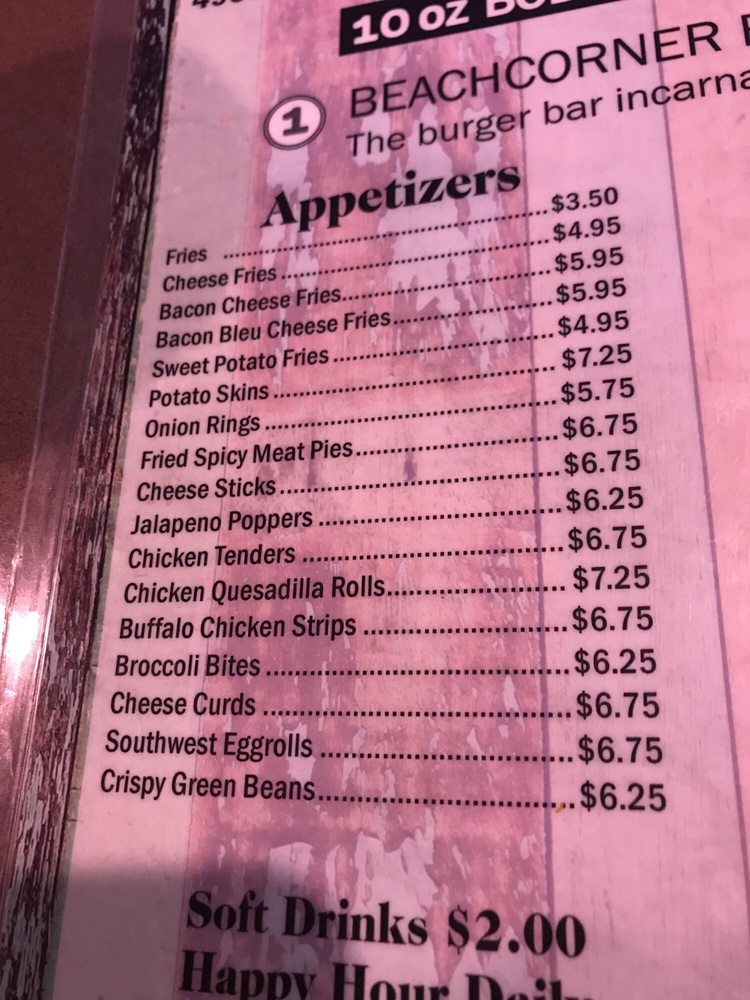 10 oz
1 BEACHCORNER
The burger bar
Appetizers
Fries ........ $3.50
Cheese Fries ........ $4.95
Bacon Cheese Fries ........ $5.95
Bacon Bleu Cheese Fries ........ $5.95
Sweet Potato Fries ........ $4.95
Potato Skins ........ $7.25
Onion Rings ........ $5.75
Fried Spicy Meat Pies ........ $6.75
Cheese Sticks ........ $6.75
Jalapeno Poppers ........ $6.25
Chicken Tenders ........ $6.75
Chicken Quesadilla Rolls ........ $7.25
Buffalo Chicken Strips ........ $6.75
Broccoli Bites ........ $6.25
Cheese Curds ........ $6.75
Southwest Eggrolls ........ $6.75
Crispy Green Beans ........ $6.25
Soft Drinks $2.00
Happy Hour